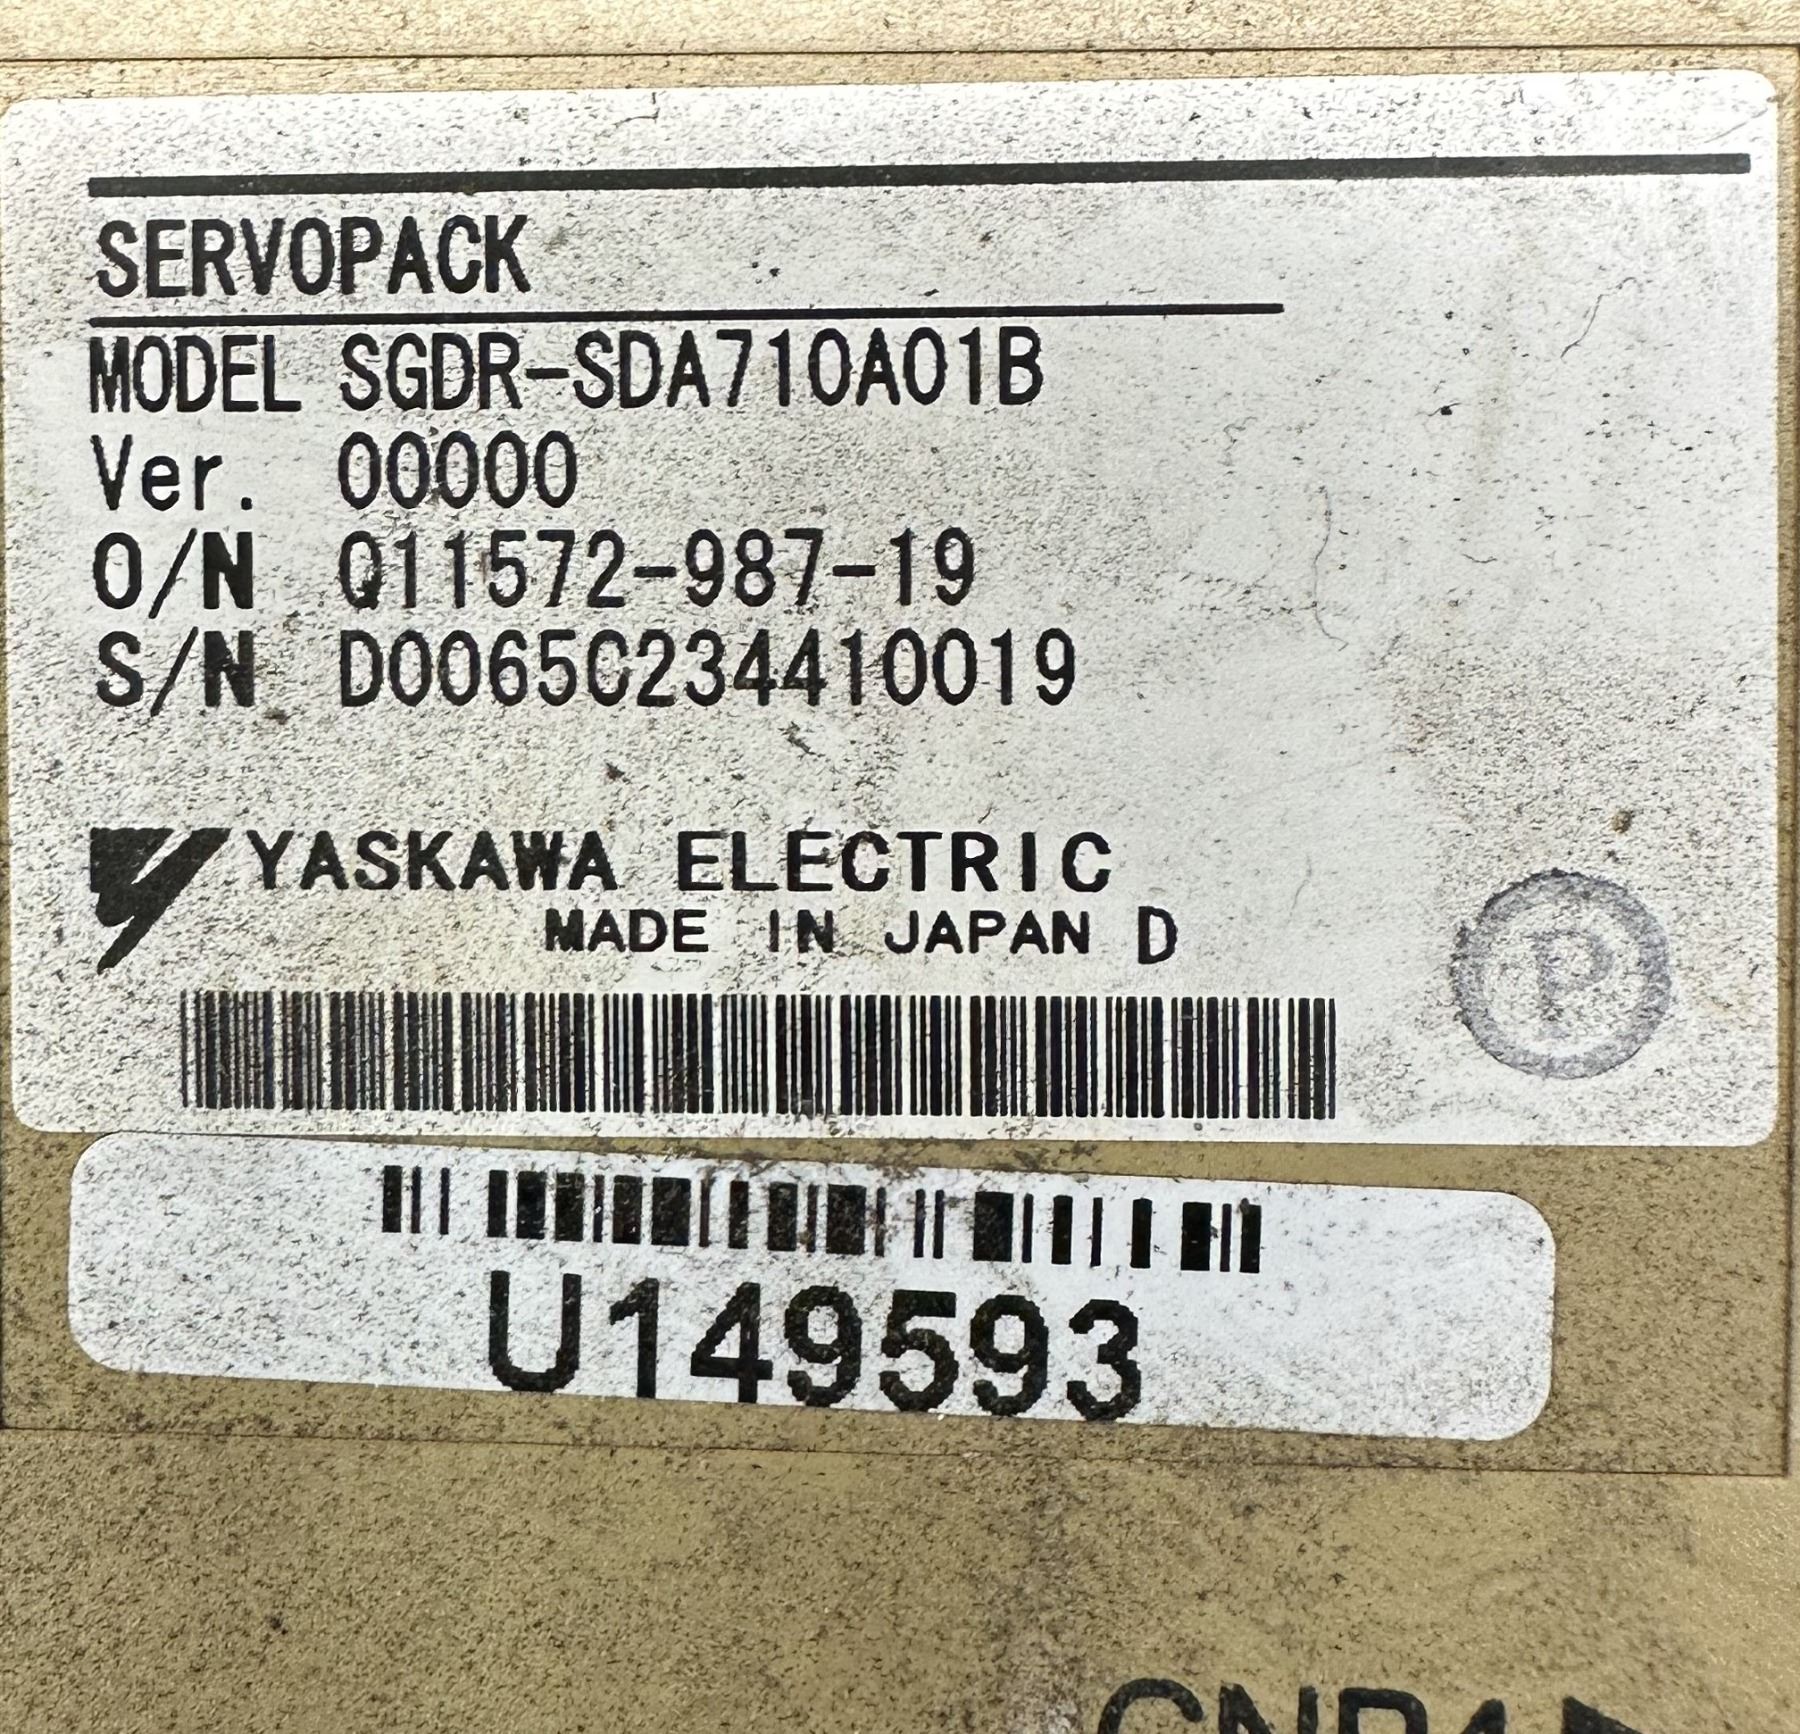 SERVOPACK
MODEL SGDR-SDA710A01B
Ver. 00000
O/N Q11572-987-19
S/N D0065C234410019
YASKAWA ELECTRIC
MADE IN JAPAN D
P
U149593